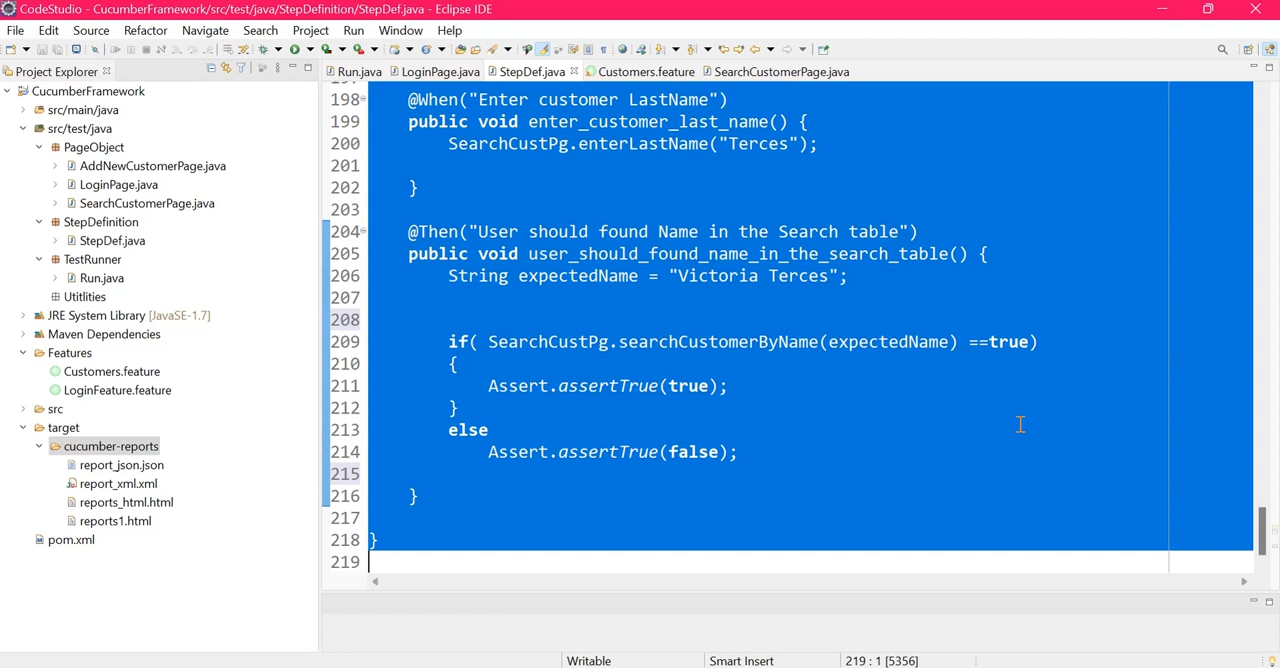 CodeStudio - CucumberFramework/src/test/java/StepDefinition/StepDef.java - Eclipse IDE
File Edit Source Refactor Navigate Search Project Run Window Help
Project Explorer
Run.java LoginPage.java StepDef.java Customers.feature SearchCustomerPage.java
CucumberFramework
src/main/java
src/test/java
PageObject
AddNewCustomerPage.java
LoginPage.java
SearchCustomerPage.java
StepDefinition
StepDef.java
TestRunner
Run.java
Utitlities
JRE System Library [JavaSE-1.7]
Maven Dependencies
Features
Customers.feature
LoginFeature.feature
src
target
cucumber-reports
report_json.json
report_xml.xml
reports_html.html
reports1.html
pom.xml
198 @When("Enter customer LastName")
199 public void enter_customer_last_name() {
200 SearchCustPg.enterLastName("Terces");
201
202 }
203
204 @Then("User should found Name in the Search table")
205 public void user_should_found_name_in_the_search_table() {
206 String expectedName = "Victoria Terces";
207
208
209 if( SearchCustPg.searchCustomerByName(expectedName) ==true)
210 {
211 Assert.assertTrue(true);
212 }
213 else
214 Assert.assertTrue(false);
215
216 }
217
218 }
219
Writable Smart Insert 219 : 1 [5356]